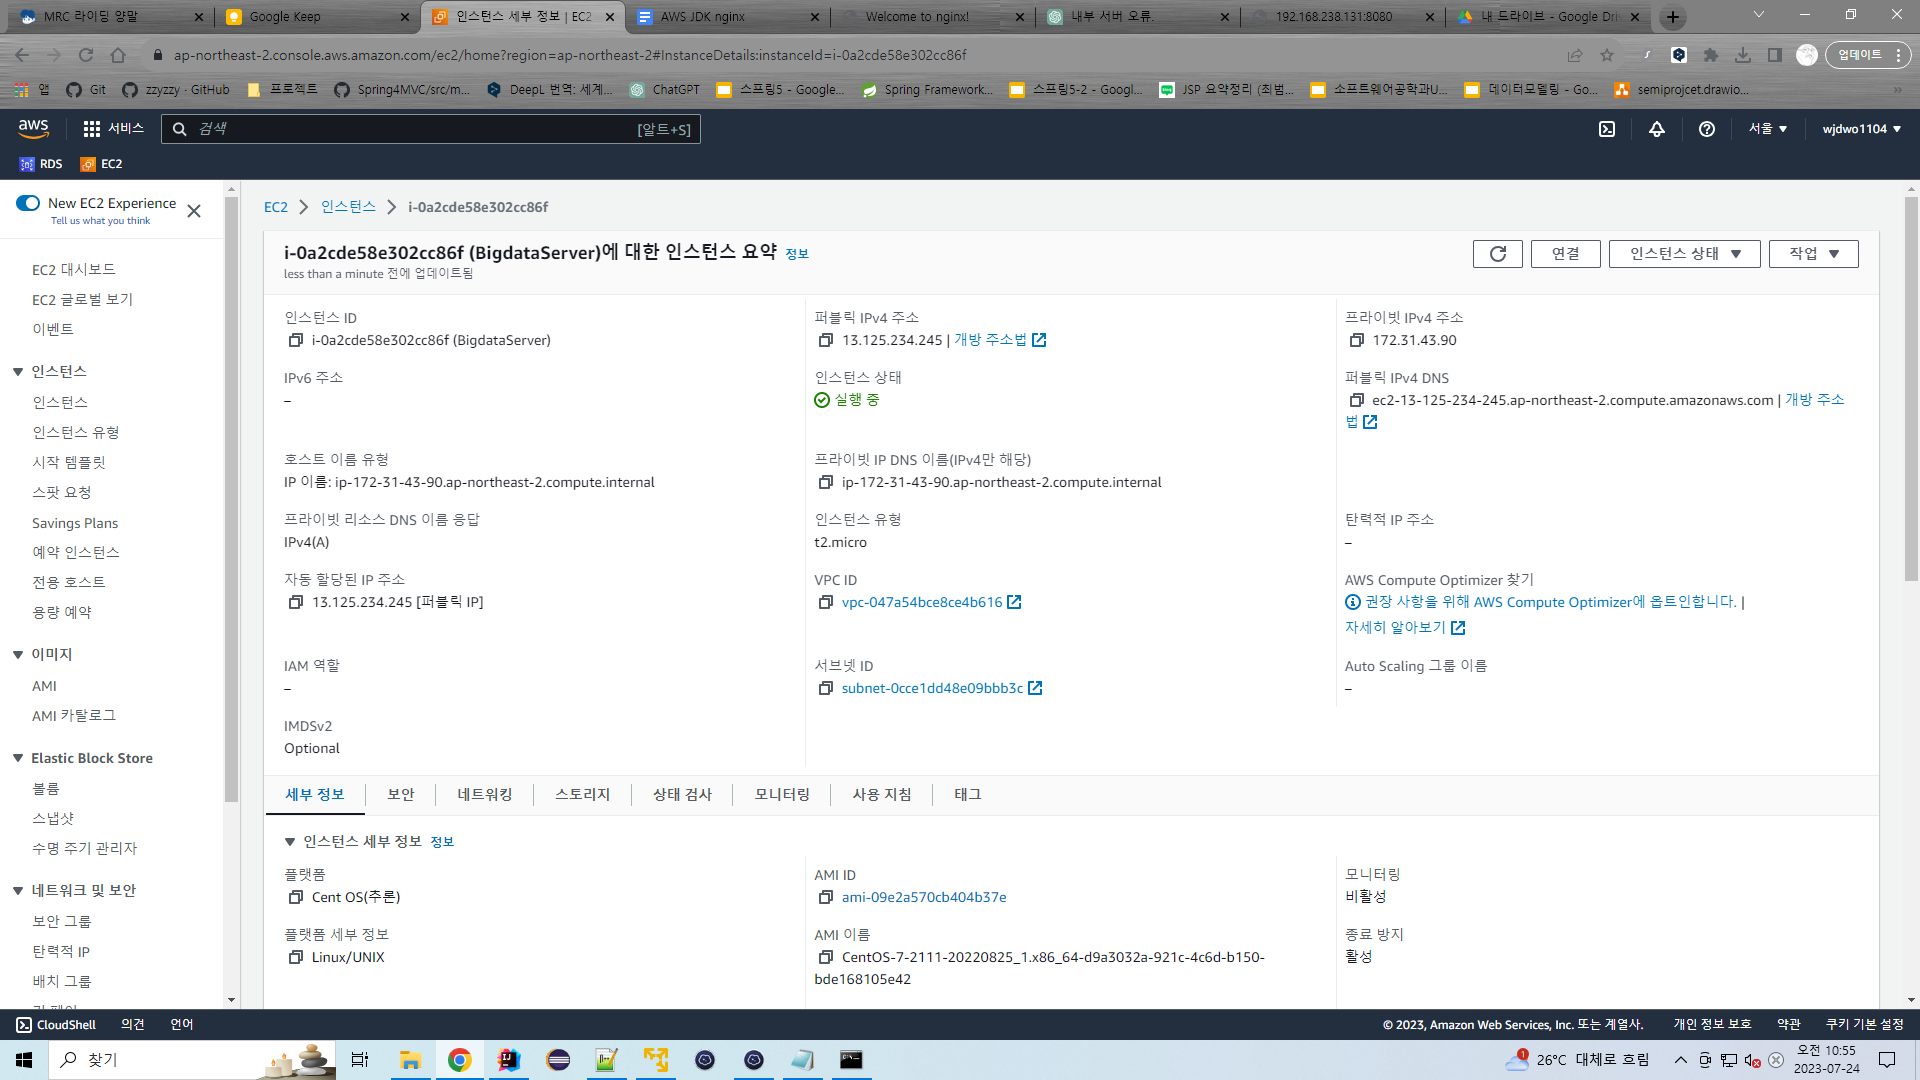 MRC 라이딩 양말
Google Keep
인스턴스 세부 정보 | EC2
AWS JDK nginx
Welcome to nginx!
내부 서버 오류.
192.168.238.131:8080
내 드라이브 - Google Dri
ap-northeast-2.console.aws.amazon.com/ec2/home?region=ap-northeast-2#InstanceDetails:instanceId=i-0a2cde58e302cc86f
업데이트
앱
Git
zzyzzy · GitHub
프로젝트
Spring4MVC/src/m...
DeepL 번역: 세계...
ChatGPT
스프링5 - Google...
Spring Framework...
스프링5-2 - Googl...
JSP 요약정리 (최범...
소프트웨어공학과U...
데이터모델링 - Go...
semiprojcet.drawio...
aws
서비스
검색
[알트+S]
서울
wjdwo1104
RDS
EC2
New EC2 Experience
Tell us what you think
EC2 대시보드
EC2 글로벌 보기
이벤트
인스턴스
인스턴스
인스턴스 유형
시작 템플릿
스팟 요청
Savings Plans
예약 인스턴스
전용 호스트
용량 예약
이미지
AMI
AMI 카탈로그
Elastic Block Store
볼륨
스냅샷
수명 주기 관리자
네트워크 및 보안
보안 그룹
탄력적 IP
배치 그룹
EC2 > 인스턴스 > i-0a2cde58e302cc86f
i-0a2cde58e302cc86f (BigdataServer)에 대한 인스턴스 요약 정보
less than a minute 전에 업데이트됨
연결
인스턴스 상태
작업
인스턴스 ID
i-0a2cde58e302cc86f (BigdataServer)
퍼블릭 IPv4 주소
13.125.234.245 | 개방 주소법
프라이빗 IPv4 주소
172.31.43.90
IPv6 주소
–
인스턴스 상태
실행 중
퍼블릭 IPv4 DNS
ec2-13-125-234-245.ap-northeast-2.compute.amazonaws.com | 개방 주소
법
호스트 이름 유형
IP 이름: ip-172-31-43-90.ap-northeast-2.compute.internal
프라이빗 IP DNS 이름(IPv4만 해당)
ip-172-31-43-90.ap-northeast-2.compute.internal
프라이빗 리소스 DNS 이름 응답
IPv4(A)
인스턴스 유형
t2.micro
탄력적 IP 주소
–
자동 할당된 IP 주소
13.125.234.245 [퍼블릭 IP]
VPC ID
vpc-047a54bce8ce4b616
AWS Compute Optimizer 찾기
권장 사항을 위해 AWS Compute Optimizer에 옵트인합니다. |
자세히 알아보기
IAM 역할
–
서브넷 ID
subnet-0cce1dd48e09bbb3c
Auto Scaling 그룹 이름
–
IMDSv2
Optional
세부 정보
보안
네트워킹
스토리지
상태 검사
모니터링
사용 지침
태그
인스턴스 세부 정보 정보
플랫폼
Cent OS(추론)
AMI ID
ami-09e2a570cb404b37e
모니터링
비활성
플랫폼 세부 정보
Linux/UNIX
AMI 이름
CentOS-7-2111-20220825_1.x86_64-d9a3032a-921c-4c6d-b150-
bde168105e42
종료 방지
활성
CloudShell
의견
언어
© 2023, Amazon Web Services, Inc. 또는 계열사.
개인 정보 보호
약관
쿠키 기본 설정
찾기
1
26°C 대체로 흐림
오전 10:55
2023-07-24